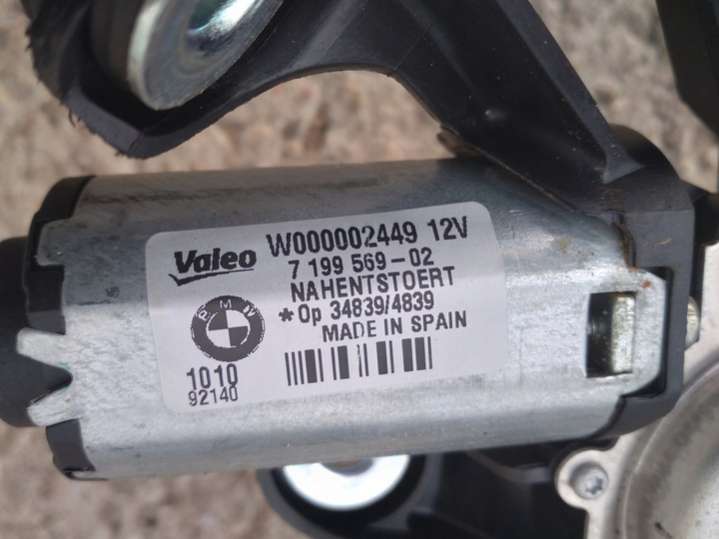 Valeo W000002449 12V
7 199 569-02
NAHENTSTOERT
*Op 34839/4839
MADE IN SPAIN
BMW
1010
92140